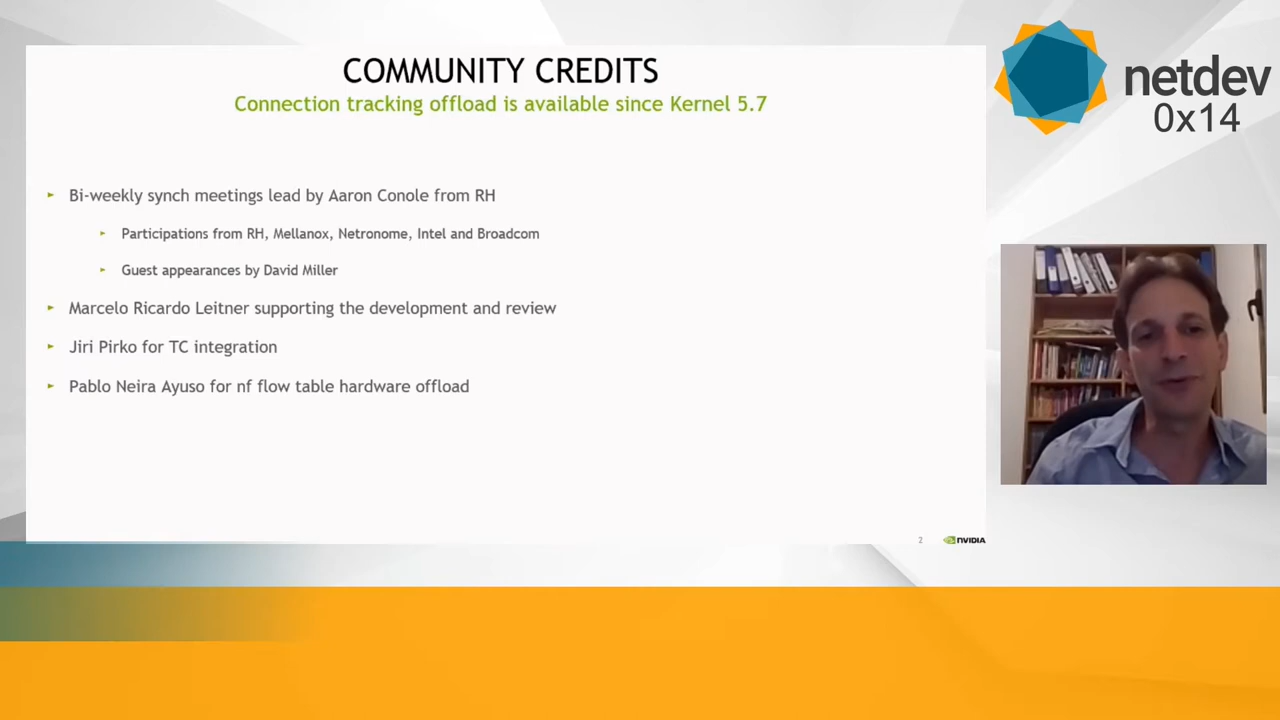 COMMUNITY CREDITS
Connection tracking offload is available since Kernel 5.7
► Bi-weekly synch meetings lead by Aaron Conole from RH
► Participations from RH, Mellanox, Netronome, Intel and Broadcom
► Guest appearances by David Miller
► Marcelo Ricardo Leitner supporting the development and review
► Jiri Pirko for TC integration
► Pablo Neira Ayuso for nf flow table hardware offload
2
NVIDIA
netdev
0x14